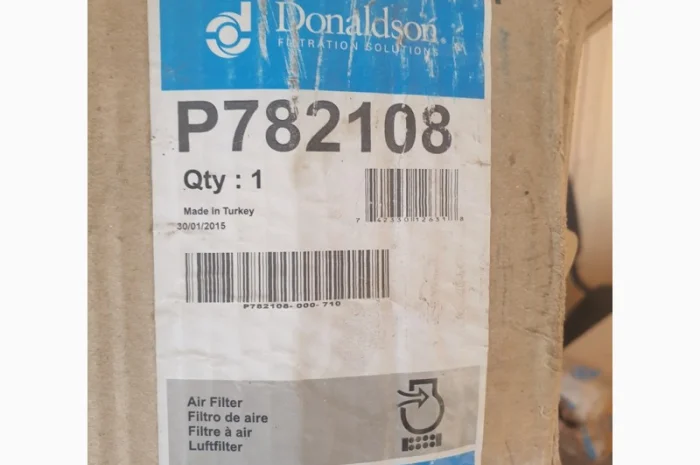 Donaldson
FILTRATION SOLUTIONS
P782108
Qty : 1
Made in Turkey
30/01/2015
P782108-000-710
Air Filter
Filtro de aire
Filtre à air
Luftfilter